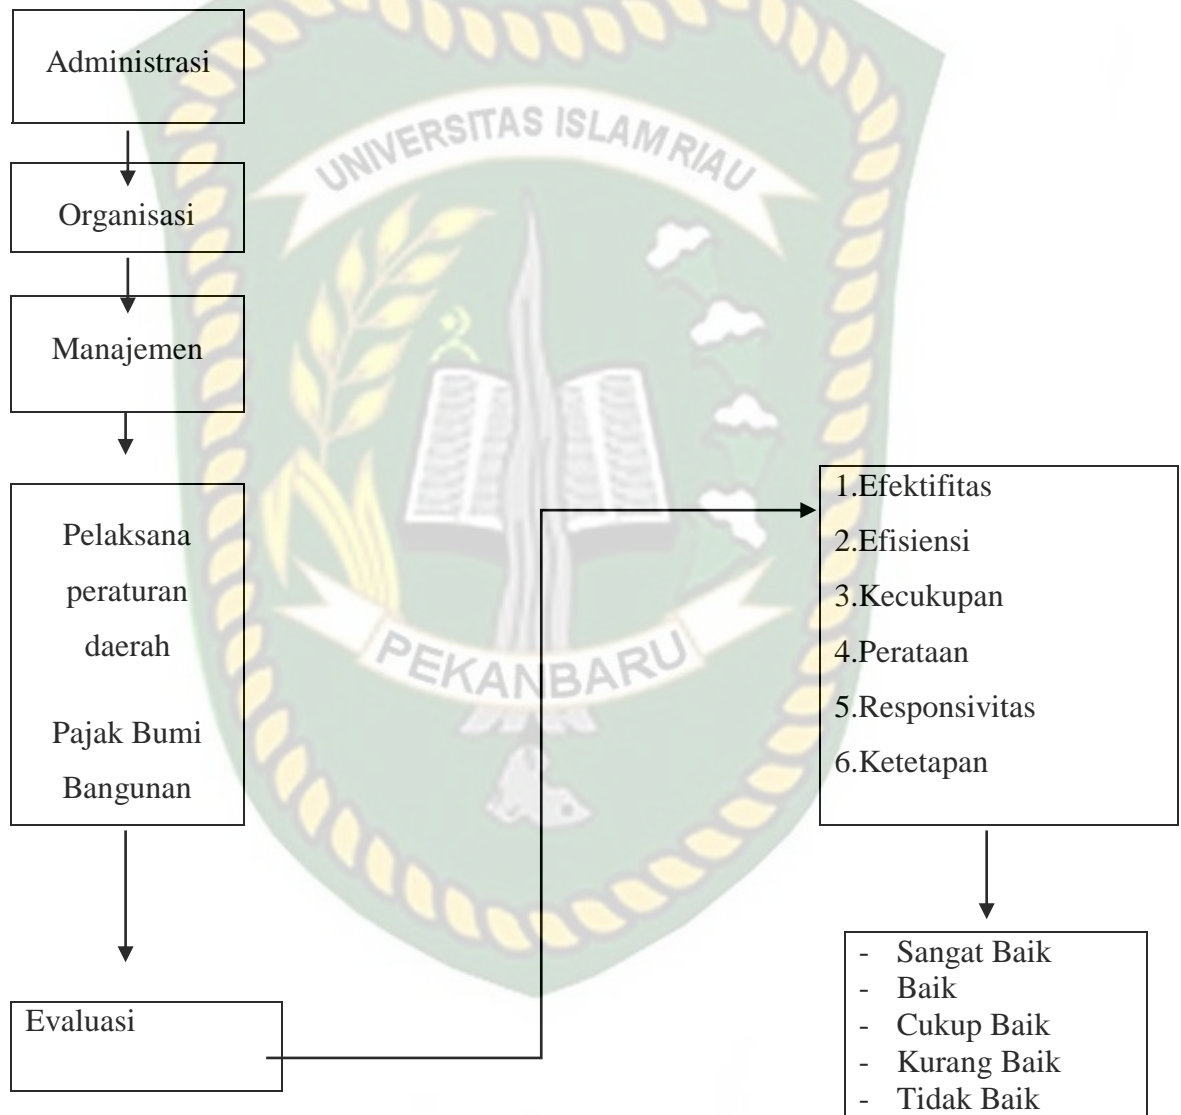 Administrasi
UNIVERSITAS ISLAM RIAU
Organisasi
Manajemen
Pelaksana
peraturan
daerah
Pajak Bumi
Bangunan
Evaluasi
PEKANBARU
1.Efektifitas
2.Efisiensi
3.Kecukupan
4.Perataan
5.Responsivitas
6.Ketetapan
- Sangat Baik
- Baik
- Cukup Baik
- Kurang Baik
- Tidak Baik